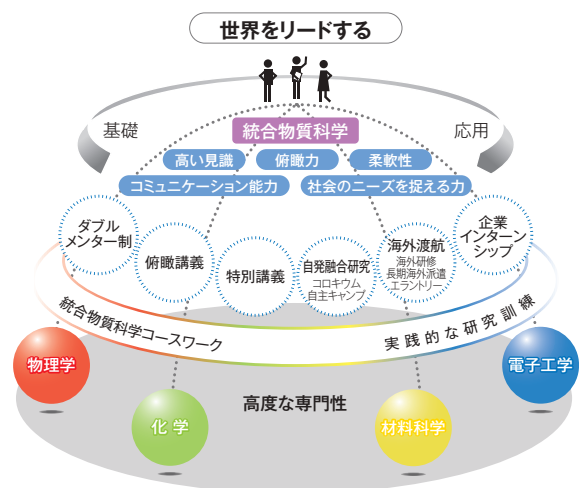 世界をリードする
基礎
応用
統合物質科学
高い見識
俯瞰力
柔軟性
コミュニケーション能力
社会のニーズを捉える力
ダブル
メンター制
俯瞰講義
特別講義
自発融合研究
コロキウム
自主キャンプ
海外渡航
海外研修
長期海外派遣
エラントリー
企業
インターン
シップ
統合物質科学コースワーク
実践的な研究訓練
物理学
化 学
高度な専門性
材料科学
電子工学